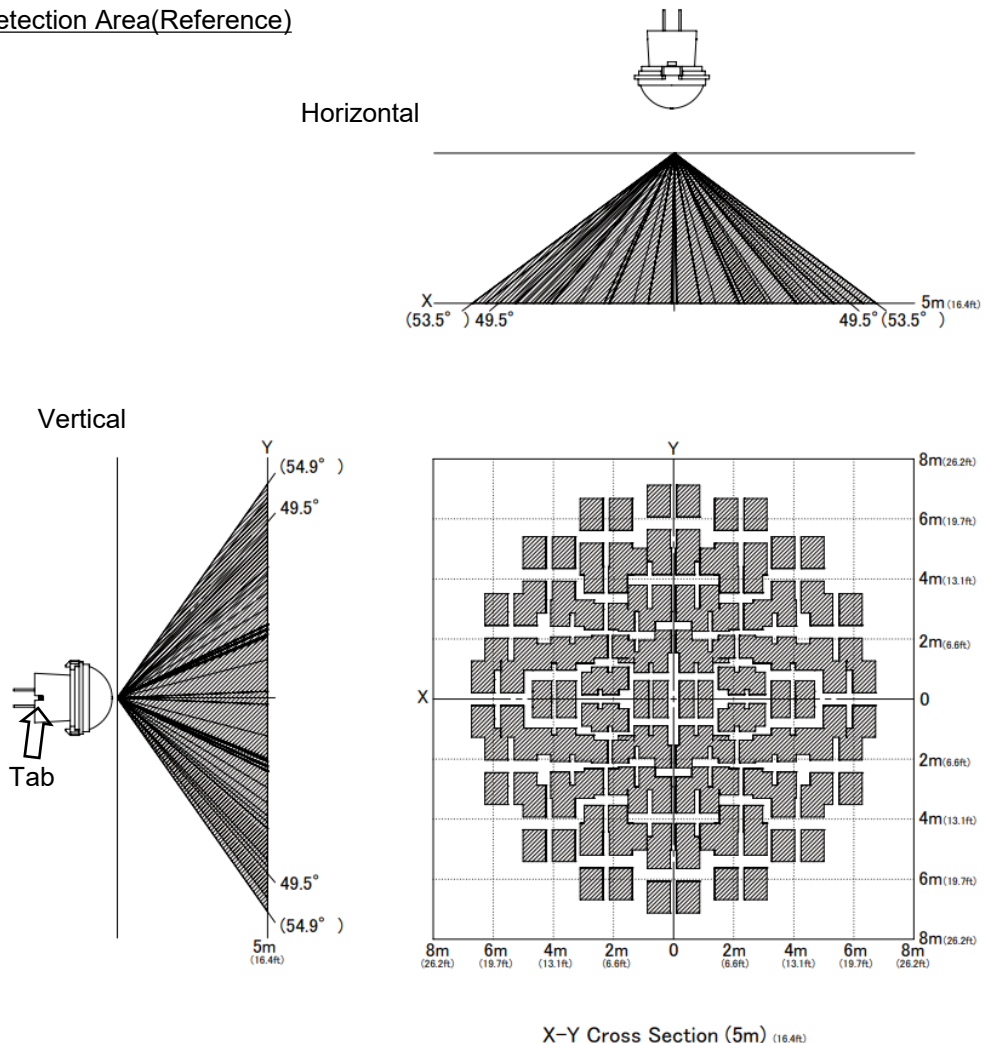 etection Area(Reference)
Horizontal
X
5m(16.4ft)
(53.5° ) 49.5°
49.5°(53.5° )
Vertical
Y
(54.9° )
49.5°
Tab
49.5°
(54.9° )
5m
(16.4ft)
Y
8m(26.2ft)
6m(19.7ft)
4m(13.1ft)
2m(6.6ft)
X
0
2m(6.6ft)
4m(13.1ft)
6m(19.7ft)
8m(26.2ft)
8m 6m 4m 2m 0 2m 4m 6m 8m
(26.2ft) (19.7ft) (13.1ft) (6.6ft) (6.6ft) (13.1ft) (19.7ft) (26.2ft)
X-Y Cross Section (5m) (16.4ft)